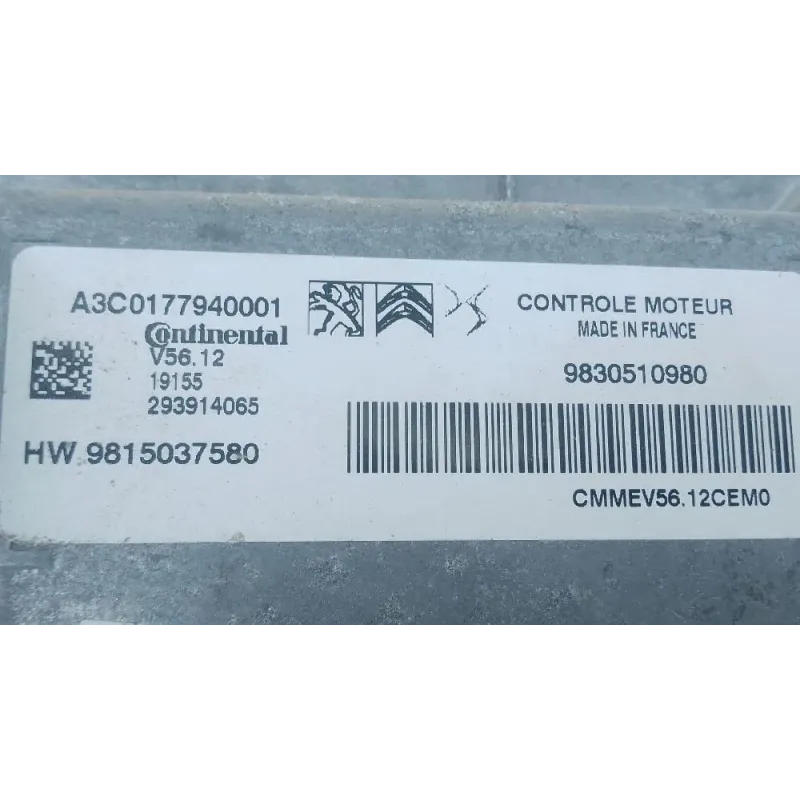 A3C0177940001
Continental
V56.12
19155
293914065
HW 9815037580
CONTROLE MOTEUR
MADE IN FRANCE
9830510980
CMMEV56.12CEM0